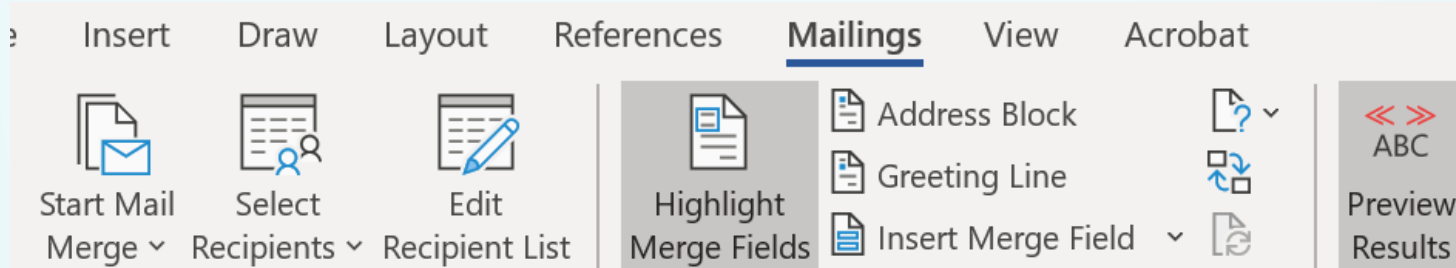 e Insert Draw Layout References Mailings View Acrobat
Start Mail
Merge
Select
Recipients
Edit
Recipient List
Highlight
Merge Fields
Address Block
Greeting Line
Insert Merge Field
ABC
Preview
Results